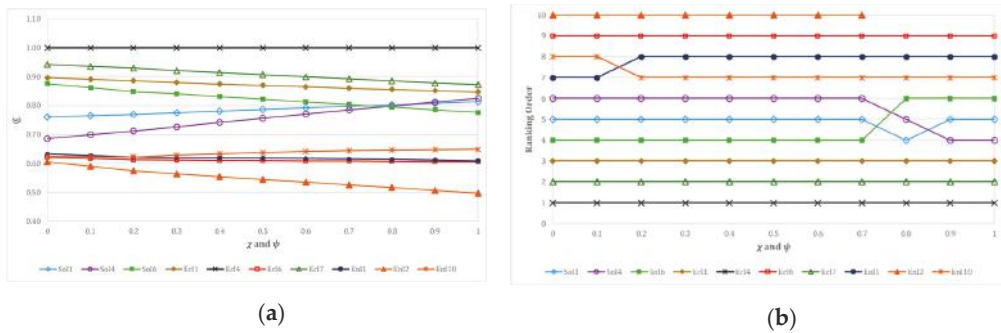 1.10
1.00
0.90
0.80
0.70
0.60
0.50
0.40
ℭ
0 0.1 0.2 0.3 0.4 0.5 0.6 0.7 0.8 0.9 1
χ and ψ
Sol1 Sol4 Sol6 Ecl1 Ecl4 Ecl6 Ecl7 Enl1 Enl2 Enl10
(a)
10
9
8
7
6
5
4
3
2
1
0
Ranking Order
0 0.1 0.2 0.3 0.4 0.5 0.6 0.7 0.8 0.9 1
χ and ψ
Sol1 Sol4 Sol6 Ecl1 Ecl4 Ecl6 Ecl7 Enl1 Enl2 Enl10
(b)